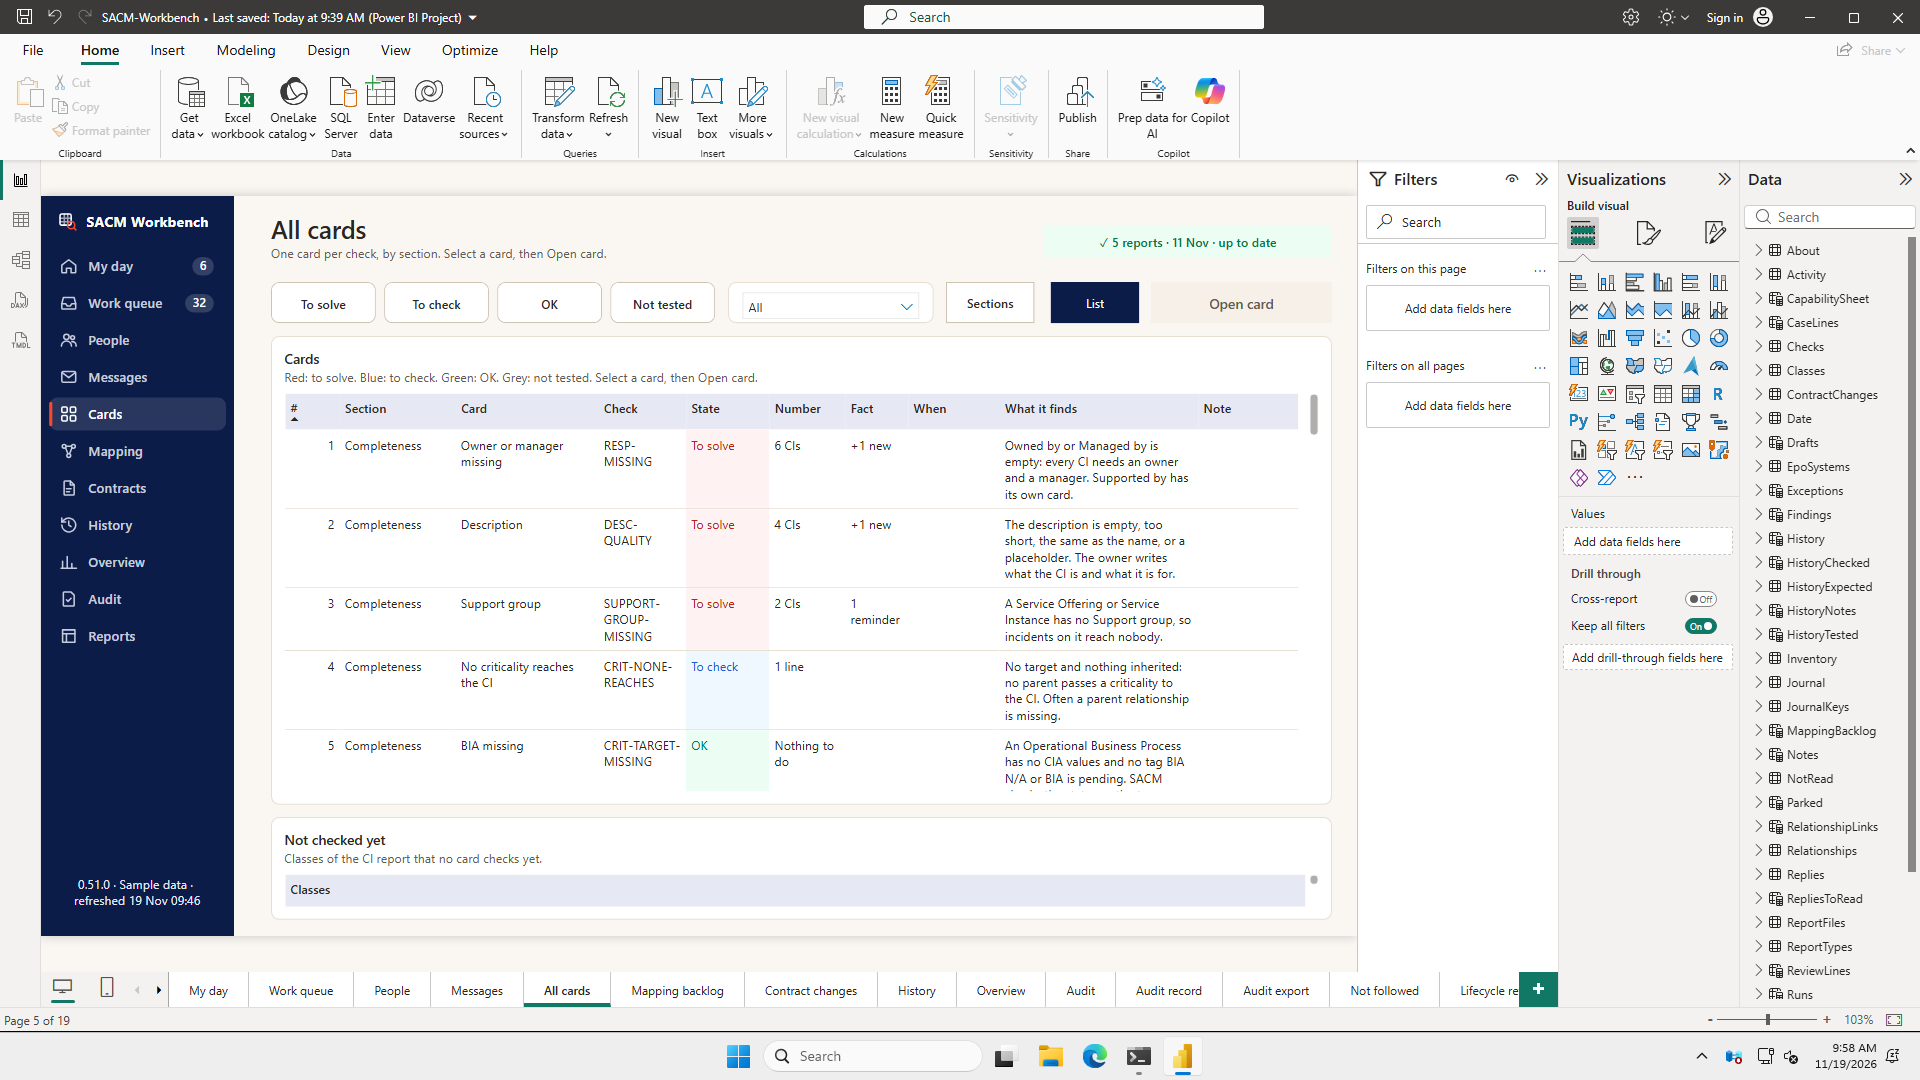 SACM-Workbench • Last saved: Today at 9:39 AM (Power BI Project)
Search
Sign in
File
Home
Insert
Modeling
Design
View
Optimize
Help
Share
Paste
Cut
Copy
Format painter
Clipboard
Get data
Excel workbook
OneLake catalog
SQL Server
Enter data
Dataverse
Recent sources
Data
Transform data
Refresh
Queries
New visual
Text box
More visuals
Insert
New visual calculation
New measure
Quick measure
Calculations
Sensitivity
Sensitivity
Publish
Share
Prep data for AI
Copilot
Copilot
SACM Workbench
My day 6
Work queue 32
People
Messages
Cards
Mapping
Contracts
History
Overview
Audit
Reports
0.51.0 · Sample data ·
refreshed 19 Nov 09:46
All cards
One card per check, by section. Select a card, then Open card.
✓ 5 reports · 11 Nov · up to date
To solve
To check
OK
Not tested
All
Sections
List
Open card
Cards
Red: to solve. Blue: to check. Green: OK. Grey: not tested. Select a card, then Open card.
# Section Card Check State Number Fact When What it finds Note
1 Completeness Owner or manager missing RESP-MISSING To solve 6 CIs +1 new Owned by or Managed by is empty: every CI needs an owner and a manager. Supported by has its own card.
2 Completeness Description DESC-QUALITY To solve 4 CIs +1 new The description is empty, too short, the same as the name, or a placeholder. The owner writes what the CI is and what it is for.
3 Completeness Support group SUPPORT-GROUP-MISSING To solve 2 CIs 1 reminder A Service Offering or Service Instance has no Support group, so incidents on it reach nobody.
4 Completeness No criticality reaches the CI CRIT-NONE-REACHES To check 1 line No target and nothing inherited: no parent passes a criticality to the CI. Often a parent relationship is missing.
5 Completeness BIA missing CRIT-TARGET-MISSING OK Nothing to do An Operational Business Process has no CIA values and no tag BIA N/A or BIA is pending. SACM
Not checked yet
Classes of the CI report that no card checks yet.
Classes
Filters
Search
Filters on this page
Add data fields here
Filters on all pages
Add data fields here
Visualizations
Build visual
Values
Add data fields here
Drill through
Cross-report Off
Keep all filters On
Add drill-through fields here
Data
Search
About
Activity
CapabilitySheet
CaseLines
Checks
Classes
ContractChanges
Date
Drafts
EpoSystems
Exceptions
Findings
History
HistoryChecked
HistoryExpected
HistoryNotes
HistoryTested
Inventory
Journal
JournalKeys
MappingBacklog
Notes
NotRead
Parked
RelationshipLinks
Relationships
Replies
RepliesToRead
ReportFiles
ReportTypes
ReviewLines
Runs
My day
Work queue
People
Messages
All cards
Mapping backlog
Contract changes
History
Overview
Audit
Audit record
Audit export
Not followed
Lifecycle re
Page 5 of 19
103%
Search
9:58 AM
11/19/2026